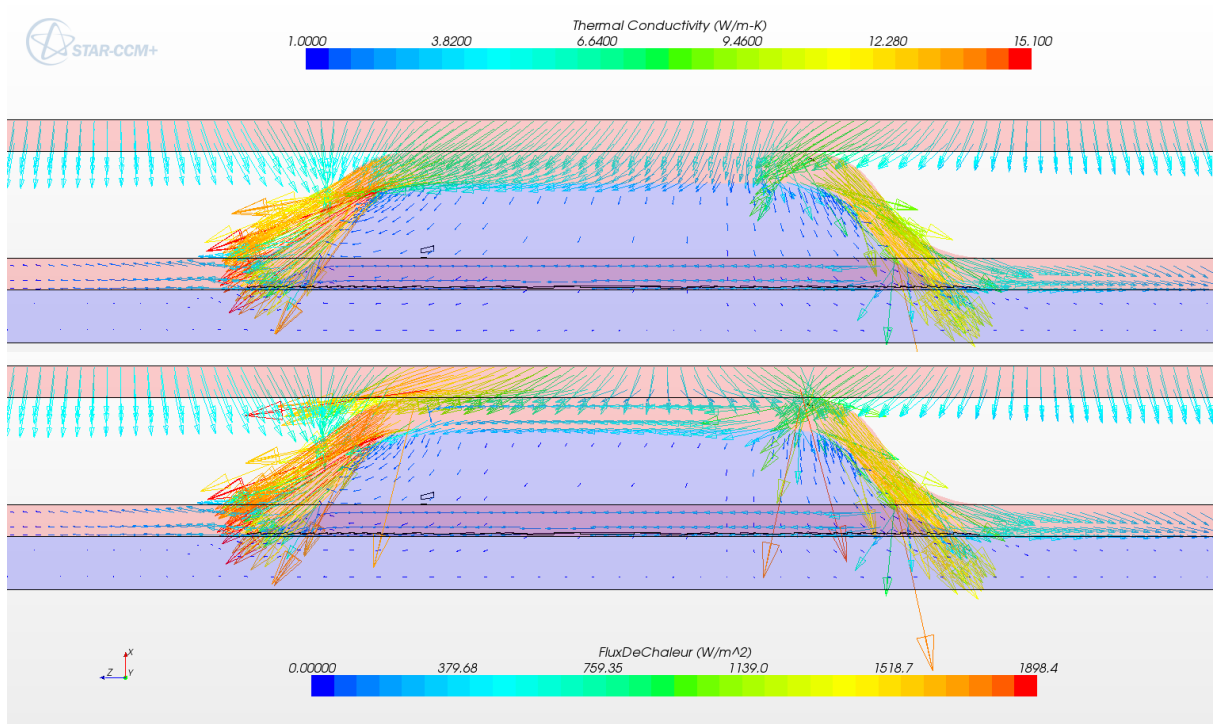 STAR-CCM+
Thermal Conductivity (W/m-K)
1.0000 3.8200 6.6400 9.4600 12.280 15.100
X
Z Y
FluxDeChaleur (W/m^2)
0.00000 379.68 759.35 1139.0 1518.7 1898.4